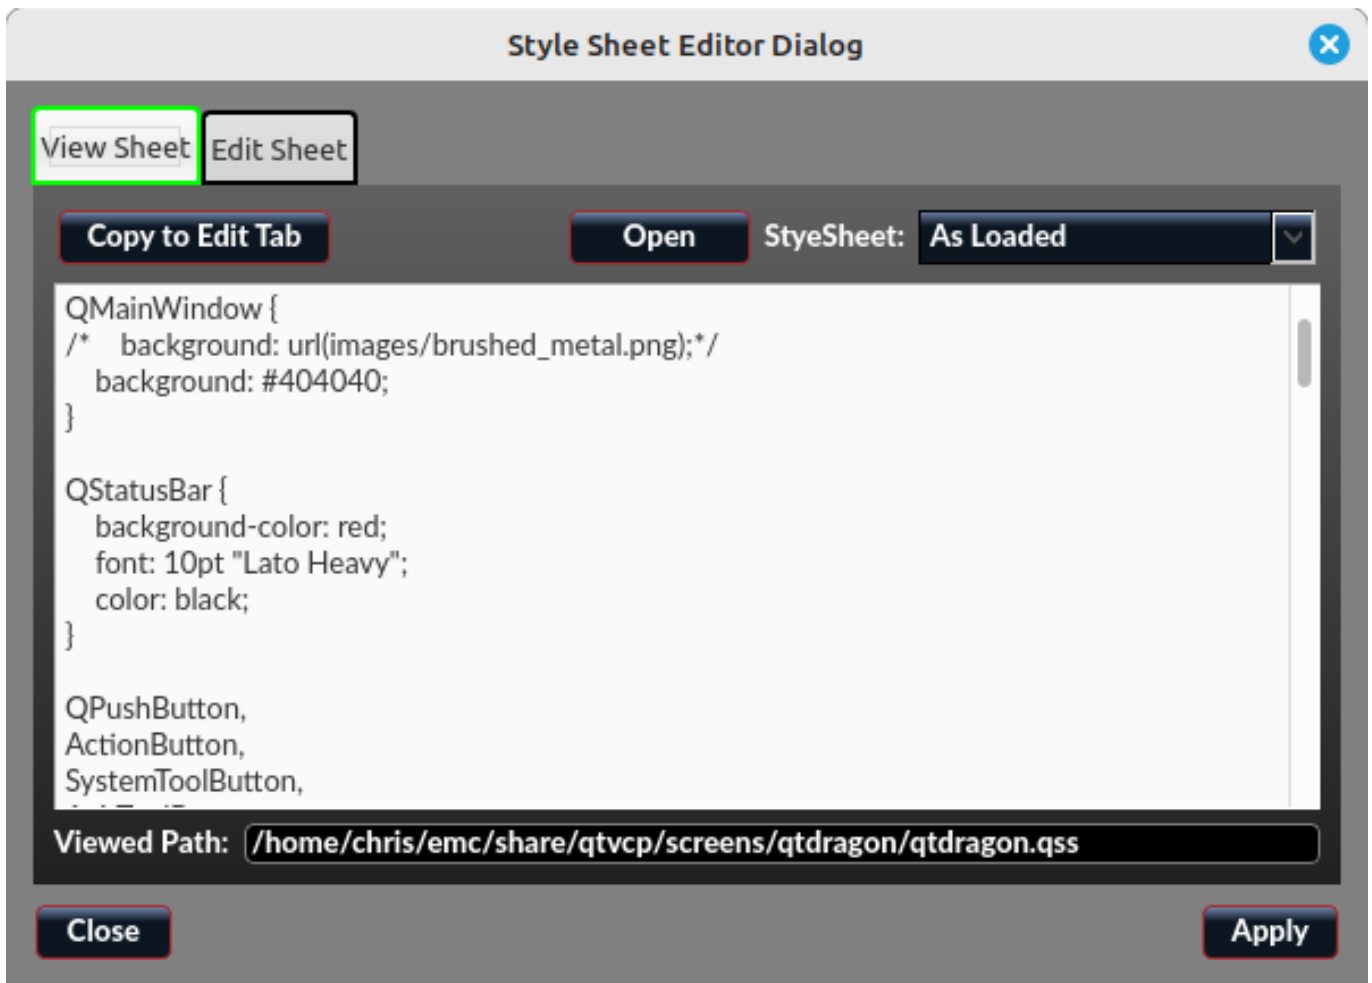 Style Sheet Editor Dialog
View Sheet Edit Sheet
Copy to Edit Tab Open StyeSheet: As Loaded
QMainWindow {
/*    background: url(images/brushed_metal.png);*/
    background: #404040;
}
QStatusBar {
    background-color: red;
    font: 10pt "Lato Heavy";
    color: black;
}
QPushButton,
ActionButton,
SystemToolButton,
Viewed Path: /home/chris/emc/share/qtvcp/screens/qtdragon/qtdragon.qss
Close Apply